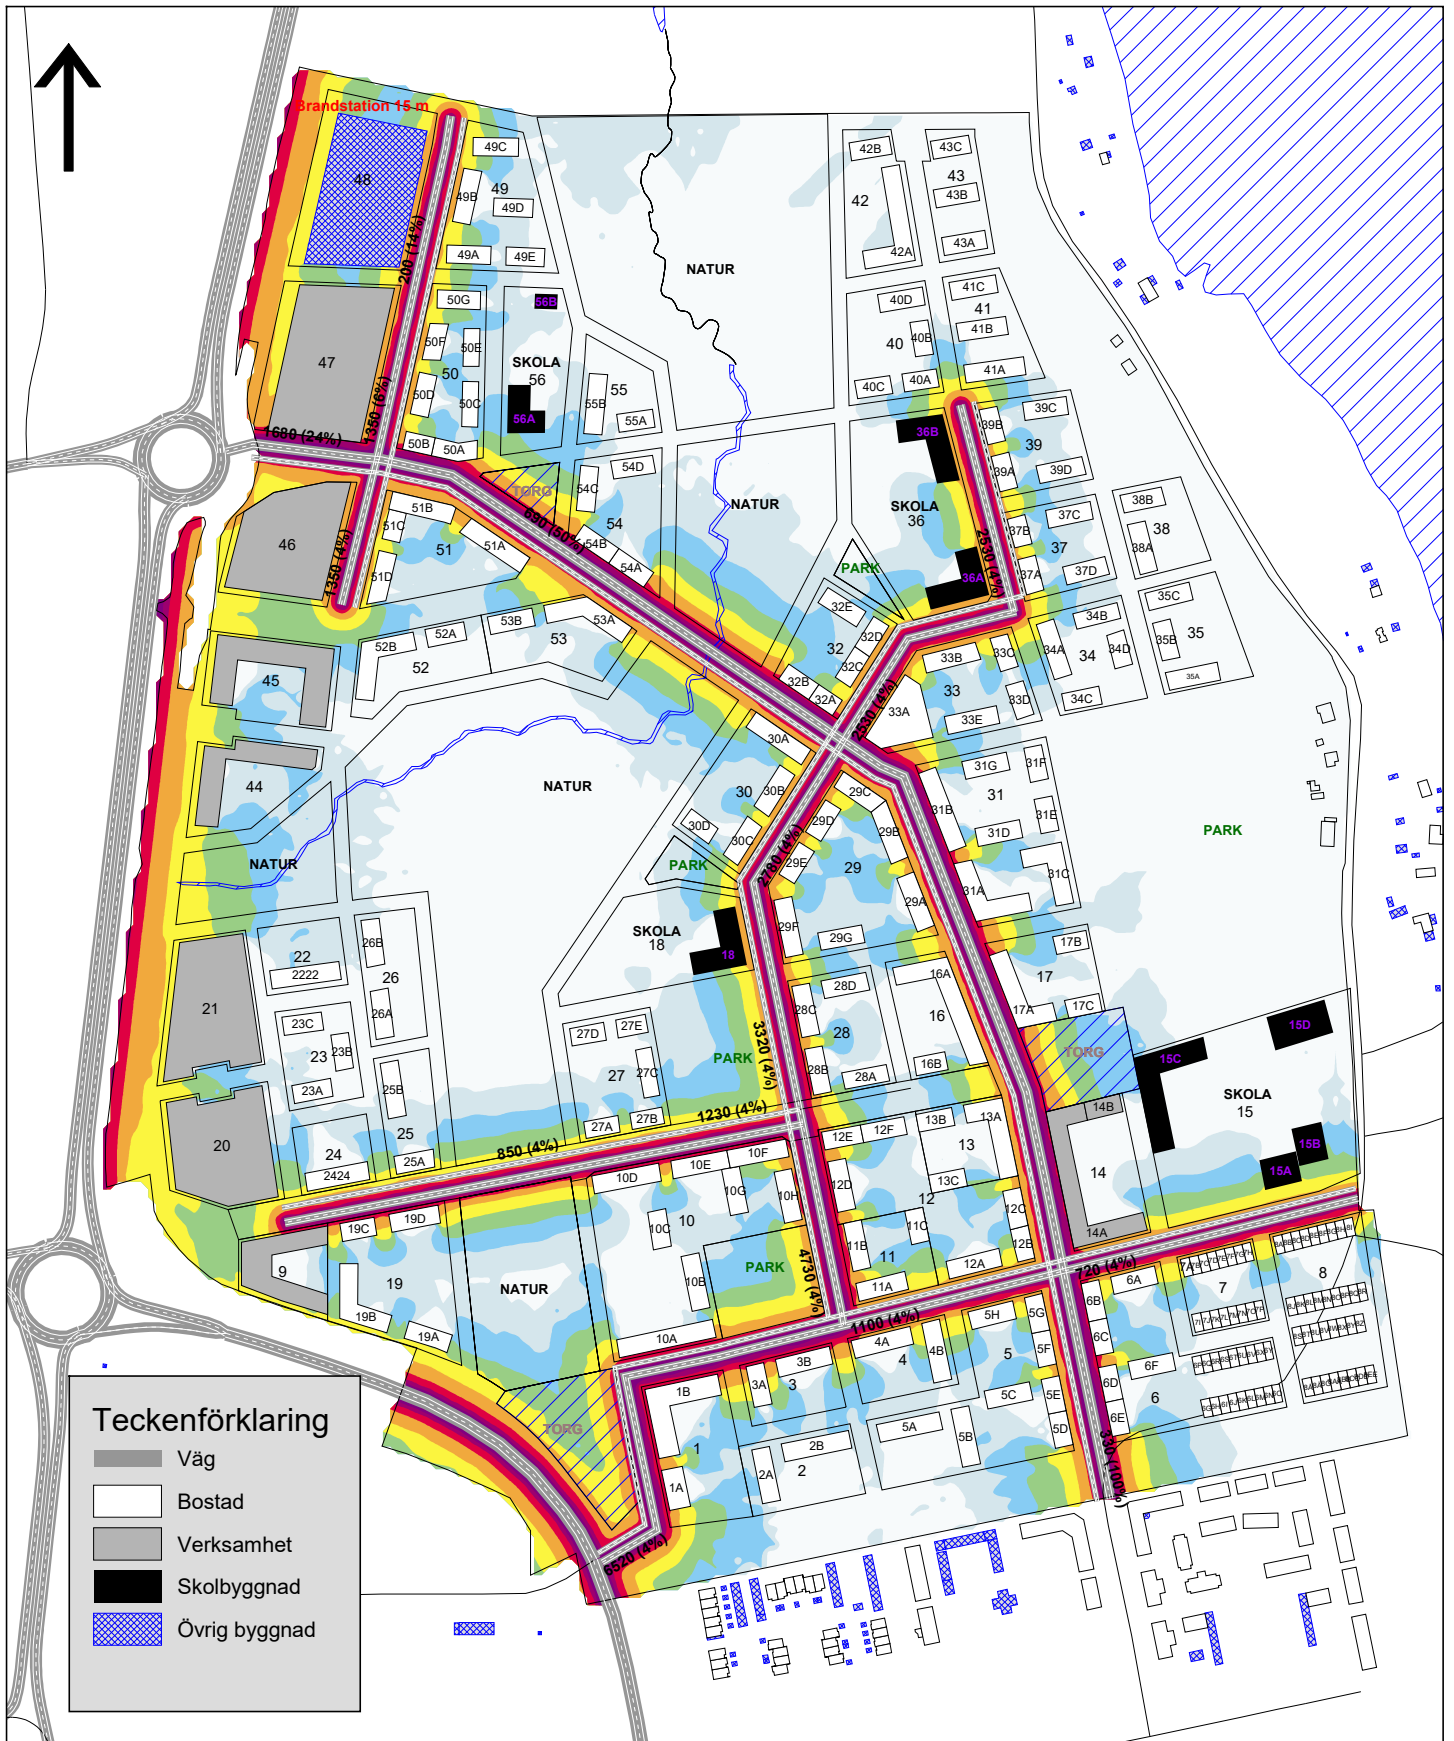 Brandstation 15 m
48
200 (14%)
49C
49
49B
49D
49A
49E
NATUR
42B
42
42A
43C
43
43B
43A
47
1350 (6%)
1680 (24%)
50G
50F
50E
50
50D
50C
50B
50A
56B
SKOLA
56
56A
55
55B
55A
40D
40B
40
40C
40A
41C
41
41B
41A
46
1350 (4%)
51B
51C
51
51A
51D
TORG
690 (50%)
54D
54C
54
54B
54A
NATUR
36B
SKOLA
36
36A
2530 (4%)
PARK
39C
39B
39
39D
39A
37C
37B
37
37D
37A
38B
38
38A
35C
35
35B
35A
45
52A
52B
52
53B
53A
53
32E
32D
32
32C
32B
32A
2530 (4%)
33B
33C
33
33D
33A
33E
34B
34A
34D
34
34C
44
NATUR
NATUR
30A
30
30B
30D
30C
PARK
2780 (4%)
29C
29D
29B
29E
29
29A
29F
29G
31G
31F
31
31B
31E
31D
31C
31A
PARK
21
22
2222
26B
26
26A
23C
23
23B
23A
25B
25
25A
SKOLA
18
18
27D
27E
27
27C
27A
27B
PARK
3320 (4%)
28D
28C
28
28B
28A
16A
16
16B
17B
17
17A
17C
TORG
15D
15C
SKOLA
15
15B
15A
20
24
2424
850 (4%)
1230 (4%)
9
19C
19D
19
19B
19A
NATUR
10D
10E
10F
10G
10H
10C
10
10B
10A
PARK
4730 (4%
12E
12F
12D
12
12C
12B
12A
13A
13B
13
13C
11C
11B
11
11A
14B
14
14A
1100 (4%)
720 (4%)
TORG
1B
1
1A
6520 (4%)
3A
3B
3
2B
2A
2
4A
4B
4
5H
5G
5F
5
5C
5E
5A
5B
5D
6A
6B
6C
6F
6D
6
6E
330 (100%)
7
8
Teckenförklaring
Väg
Bostad
Verksamhet
Skolbyggnad
Övrig byggnad